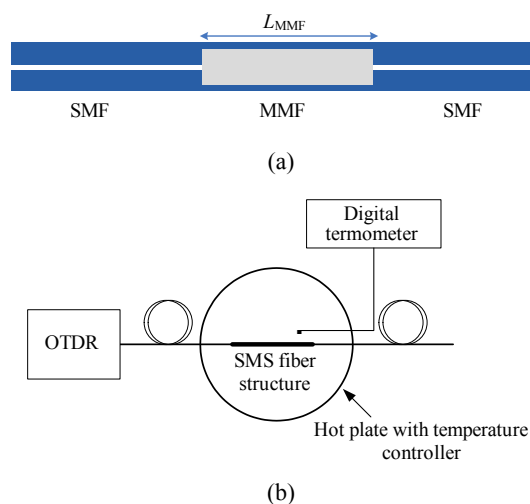 L_MMF
SMF MMF SMF
(a)
Digital
termometer
OTDR
SMS fiber
structure
Hot plate with temperature
controller
(b)